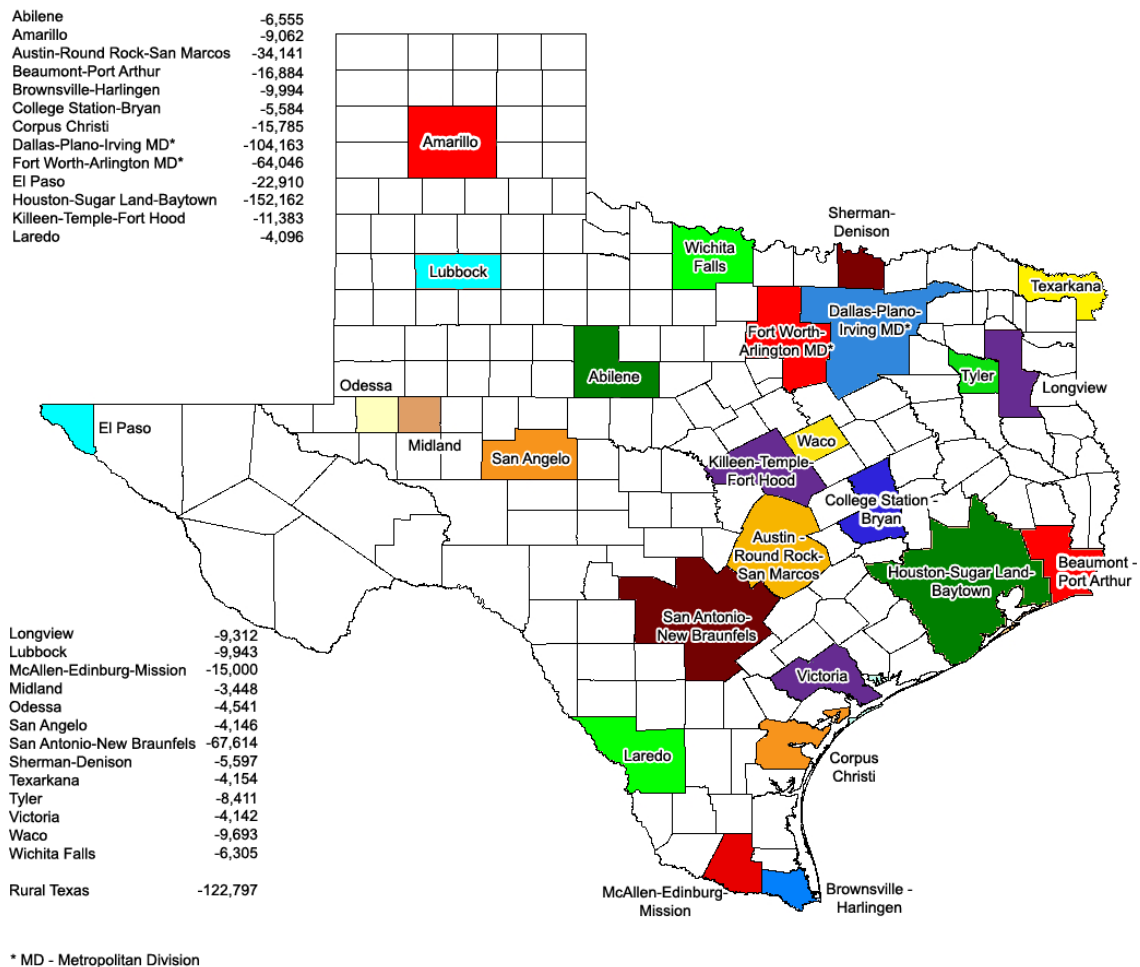 Abilene -6,555
Amarillo -9,062
Austin-Round Rock-San Marcos -34,141
Beaumont-Port Arthur -16,884
Brownsville-Harlingen -9,994
College Station-Bryan -5,584
Corpus Christi -15,785
Dallas-Plano-Irving MD* -104,163
Fort Worth-Arlington MD* -64,046
El Paso -22,910
Houston-Sugar Land-Baytown -152,162
Killeen-Temple-Fort Hood -11,383
Laredo -4,096
Amarillo
Sherman-
Denison
Wichita
Falls
Lubbock
Texarkana
Dallas-Plano-
Irving MD*
Fort Worth-
Arlington MD*
Abilene
Tyler
Longview
Odessa
El Paso
Midland
San Angelo
Waco
Killeen-Temple-
Fort Hood
College Station -
Bryan
Austin -
Round Rock-
San Marcos
Houston-Sugar Land-
Baytown
Beaumont -
Port Arthur
San Antonio-
New Braunfels
Victoria
Laredo
Corpus
Christi
McAllen-Edinburg-
Mission
Brownsville -
Harlingen
Longview -9,312
Lubbock -9,943
McAllen-Edinburg-Mission -15,000
Midland -3,448
Odessa -4,541
San Angelo -4,146
San Antonio-New Braunfels -67,614
Sherman-Denison -5,597
Texarkana -4,154
Tyler -8,411
Victoria -4,142
Waco -9,693
Wichita Falls -6,305
Rural Texas -122,797
* MD - Metropolitan Division